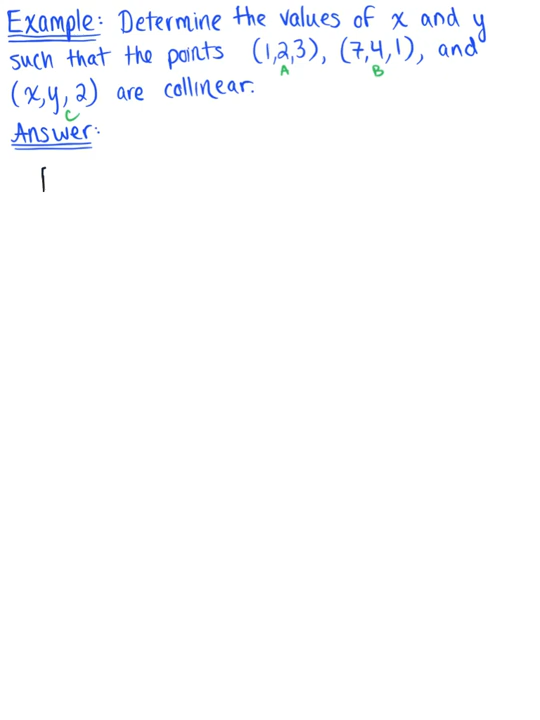 Example: Determine the values of x and y
such that the points (1,2,3), (7,4,1), and
A B
(x,y,2) are collinear.
C
Answer:
[